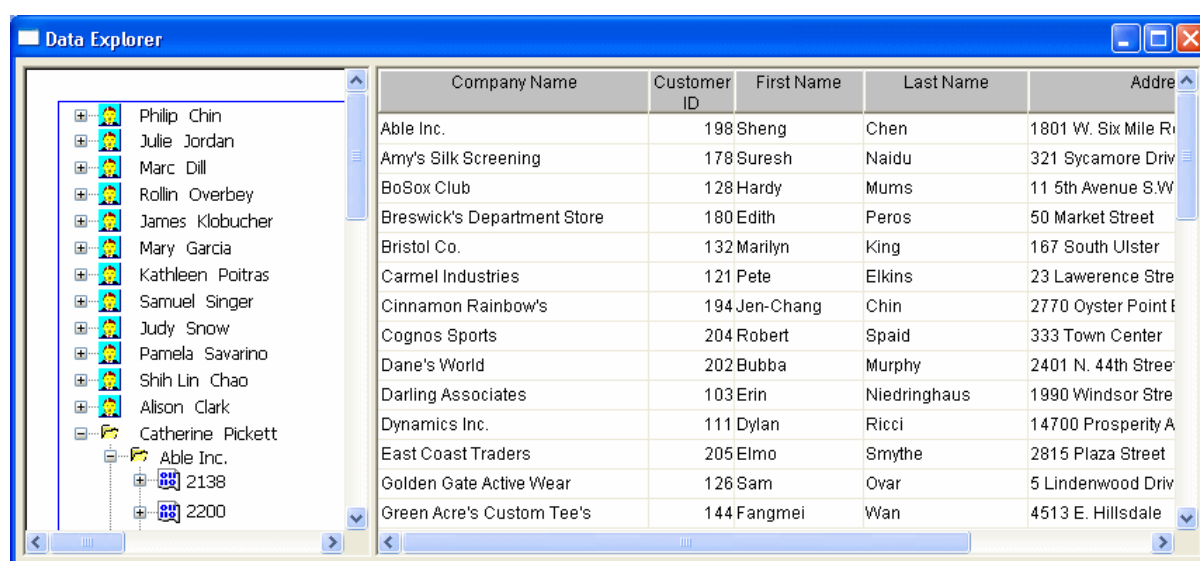 Data Explorer
Philip Chin
Julie Jordan
Marc Dill
Rollin Overbey
James Klobucher
Mary Garcia
Kathleen Poitras
Samuel Singer
Judy Snow
Pamela Savarino
Shih Lin Chao
Alison Clark
Catherine Pickett
Able Inc.
2138
2200
Company Name Customer ID First Name Last Name Addre
Able Inc. 198 Sheng Chen 1801 W. Six Mile R
Amy's Silk Screening 178 Suresh Naidu 321 Sycamore Driv
BoSox Club 128 Hardy Mums 11 5th Avenue S.W
Breswick's Department Store 180 Edith Peros 50 Market Street
Bristol Co. 132 Marilyn King 167 South Ulster
Carmel Industries 121 Pete Elkins 23 Lawerence Stre
Cinnamon Rainbow's 194 Jen-Chang Chin 2770 Oyster Point
Cognos Sports 204 Robert Spaid 333 Town Center
Dane's World 202 Bubba Murphy 2401 N. 44th Stree
Darling Associates 103 Erin Niedringhaus 1990 Windsor Stre
Dynamics Inc. 111 Dylan Ricci 14700 Prosperity A
East Coast Traders 205 Elmo Smythe 2815 Plaza Street
Golden Gate Active Wear 126 Sam Ovar 5 Lindenwood Driv
Green Acre's Custom Tee's 144 Fangmei Wan 4513 E. Hillsdale